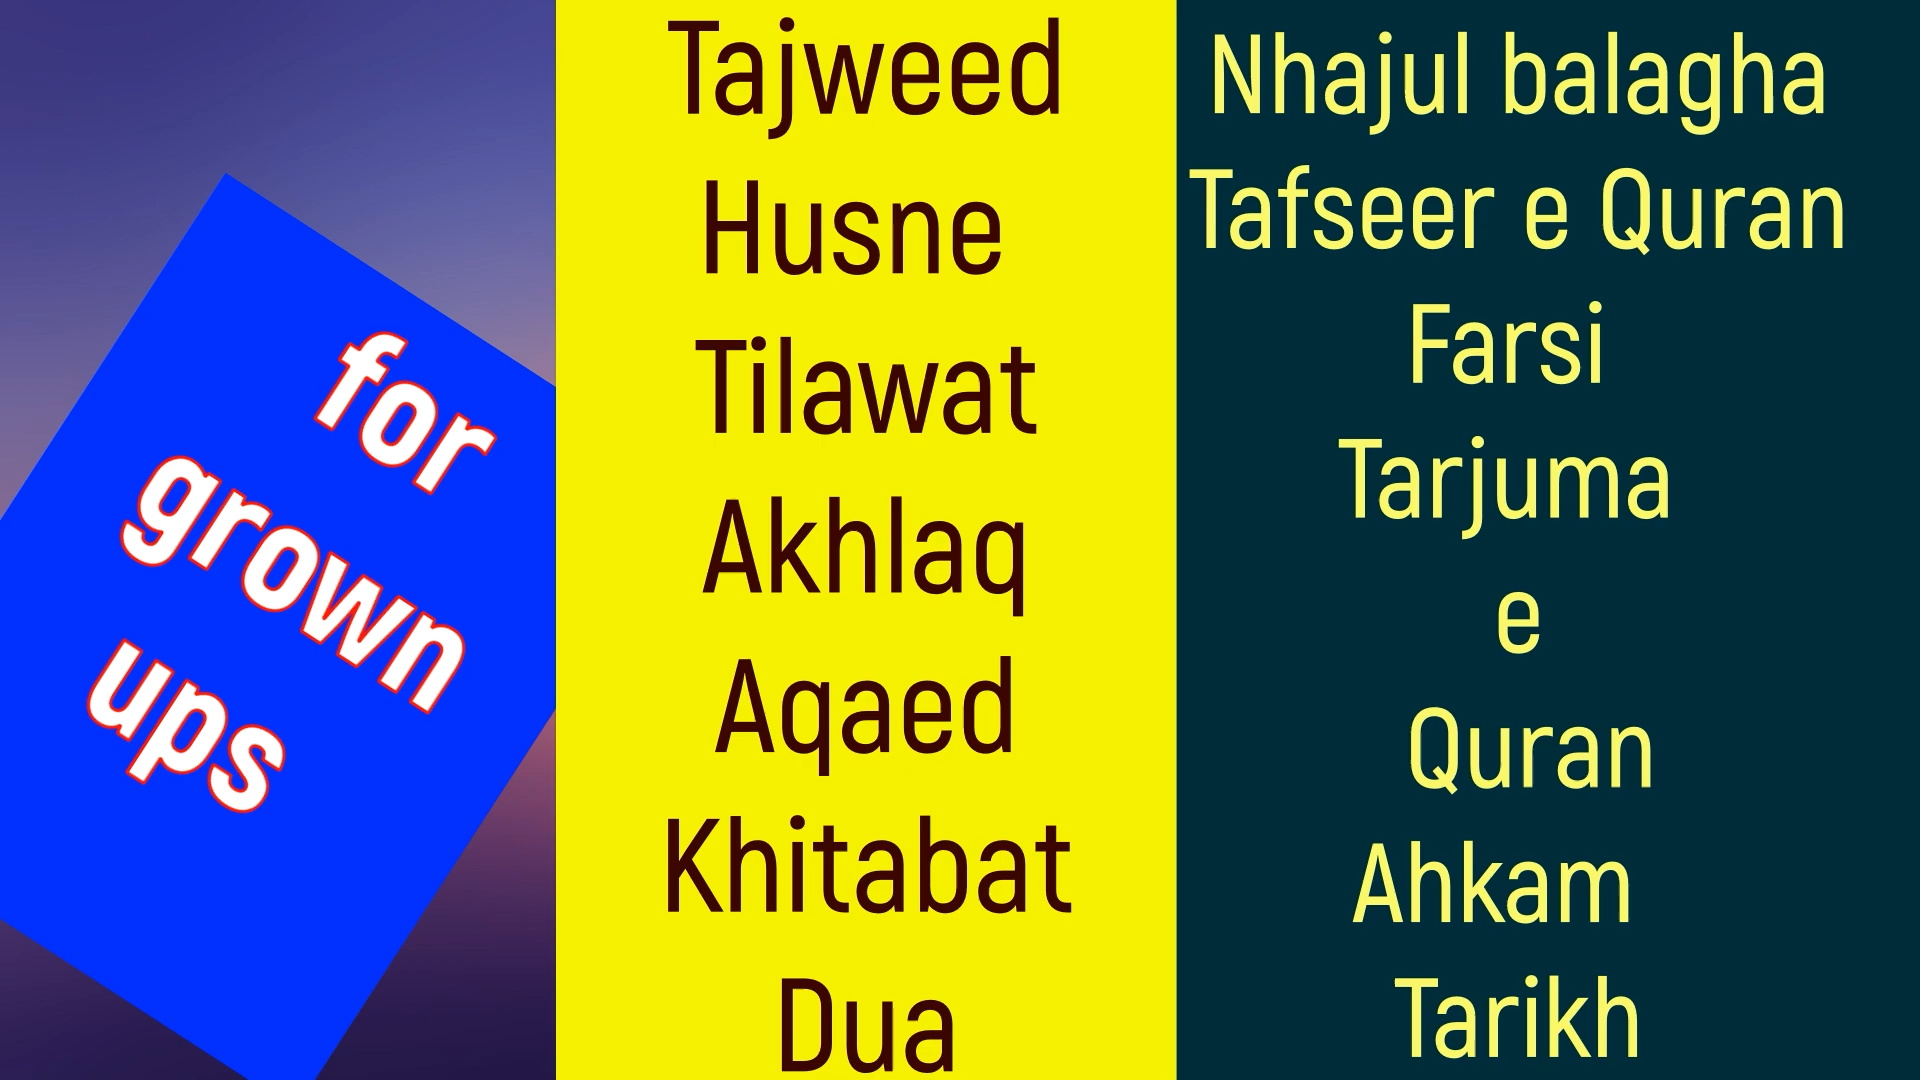 for
grown
ups
Tajweed
Husne
Tilawat
Akhlaq
Aqaed
Khitabat
Dua
Nhajul balagha
Tafseer e Quran
Farsi
Tarjuma
e
Quran
Ahkam
Tarikh